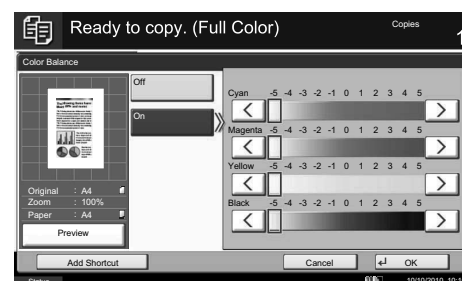 Ready to copy. (Full Color)
Copies
Color Balance
Off
On
Cyan -5 -4 -3 -2 -1 0 1 2 3 4 5
Magenta -5 -4 -3 -2 -1 0 1 2 3 4 5
Yellow -5 -4 -3 -2 -1 0 1 2 3 4 5
Black -5 -4 -3 -2 -1 0 1 2 3 4 5
Original : A4
Zoom : 100%
Paper : A4
Preview
Add Shortcut
Cancel
OK
Status
10/10/2010